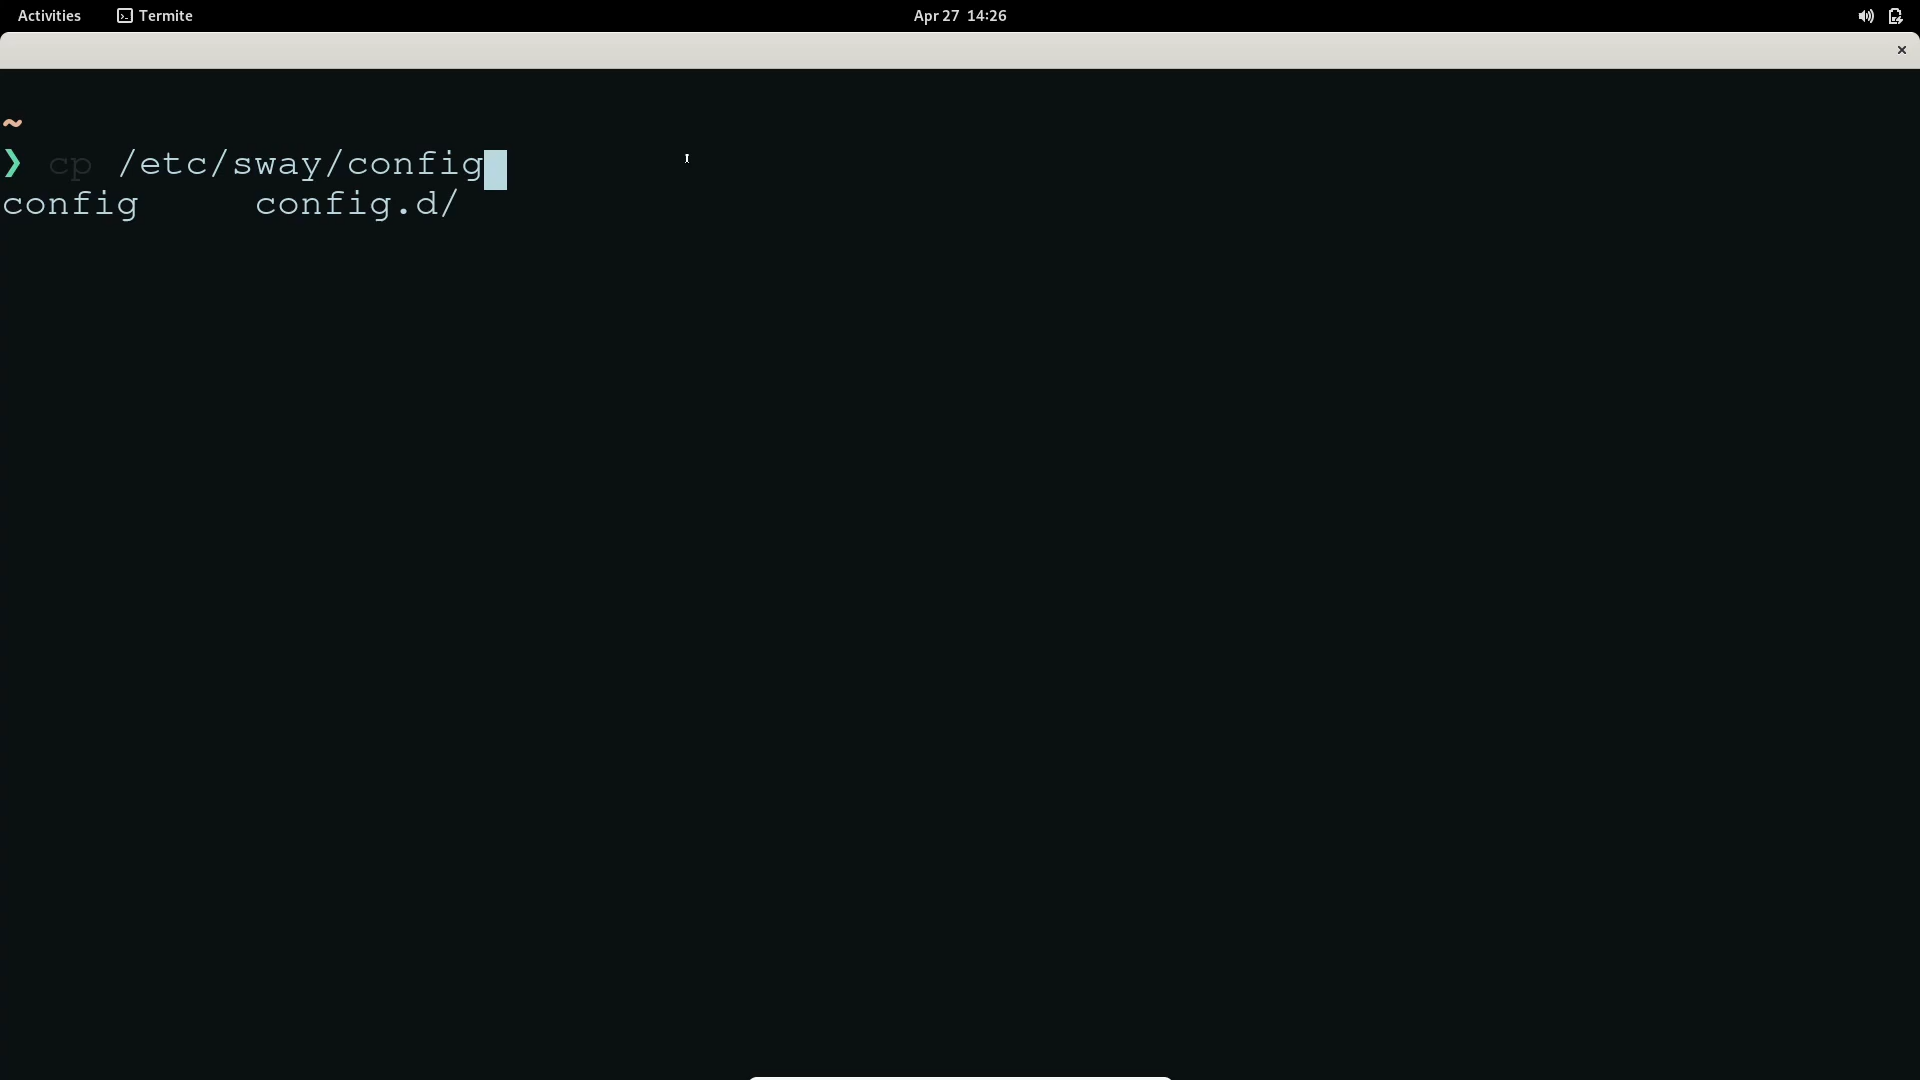 Activities Termite Apr 27 14:26
~
❯ cp /etc/sway/config
config config.d/